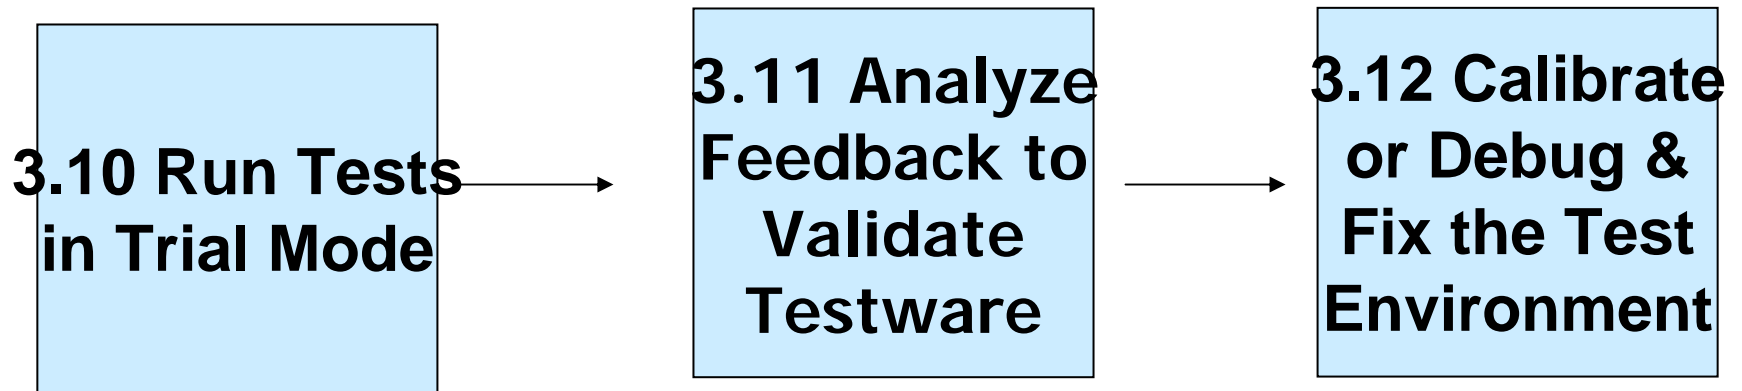 3.10 Run Tests
in Trial Mode
3.11 Analyze
Feedback to
Validate
Testware
3.12 Calibrate
or Debug &
Fix the Test
Environment